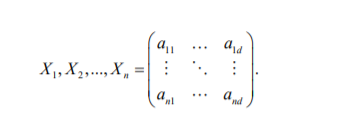 X₁, X₂, ..., Xₙ = ( a₁₁ … a₁d
⋮ ⋱ ⋮
aₙ₁ ⋯ aₙd ).